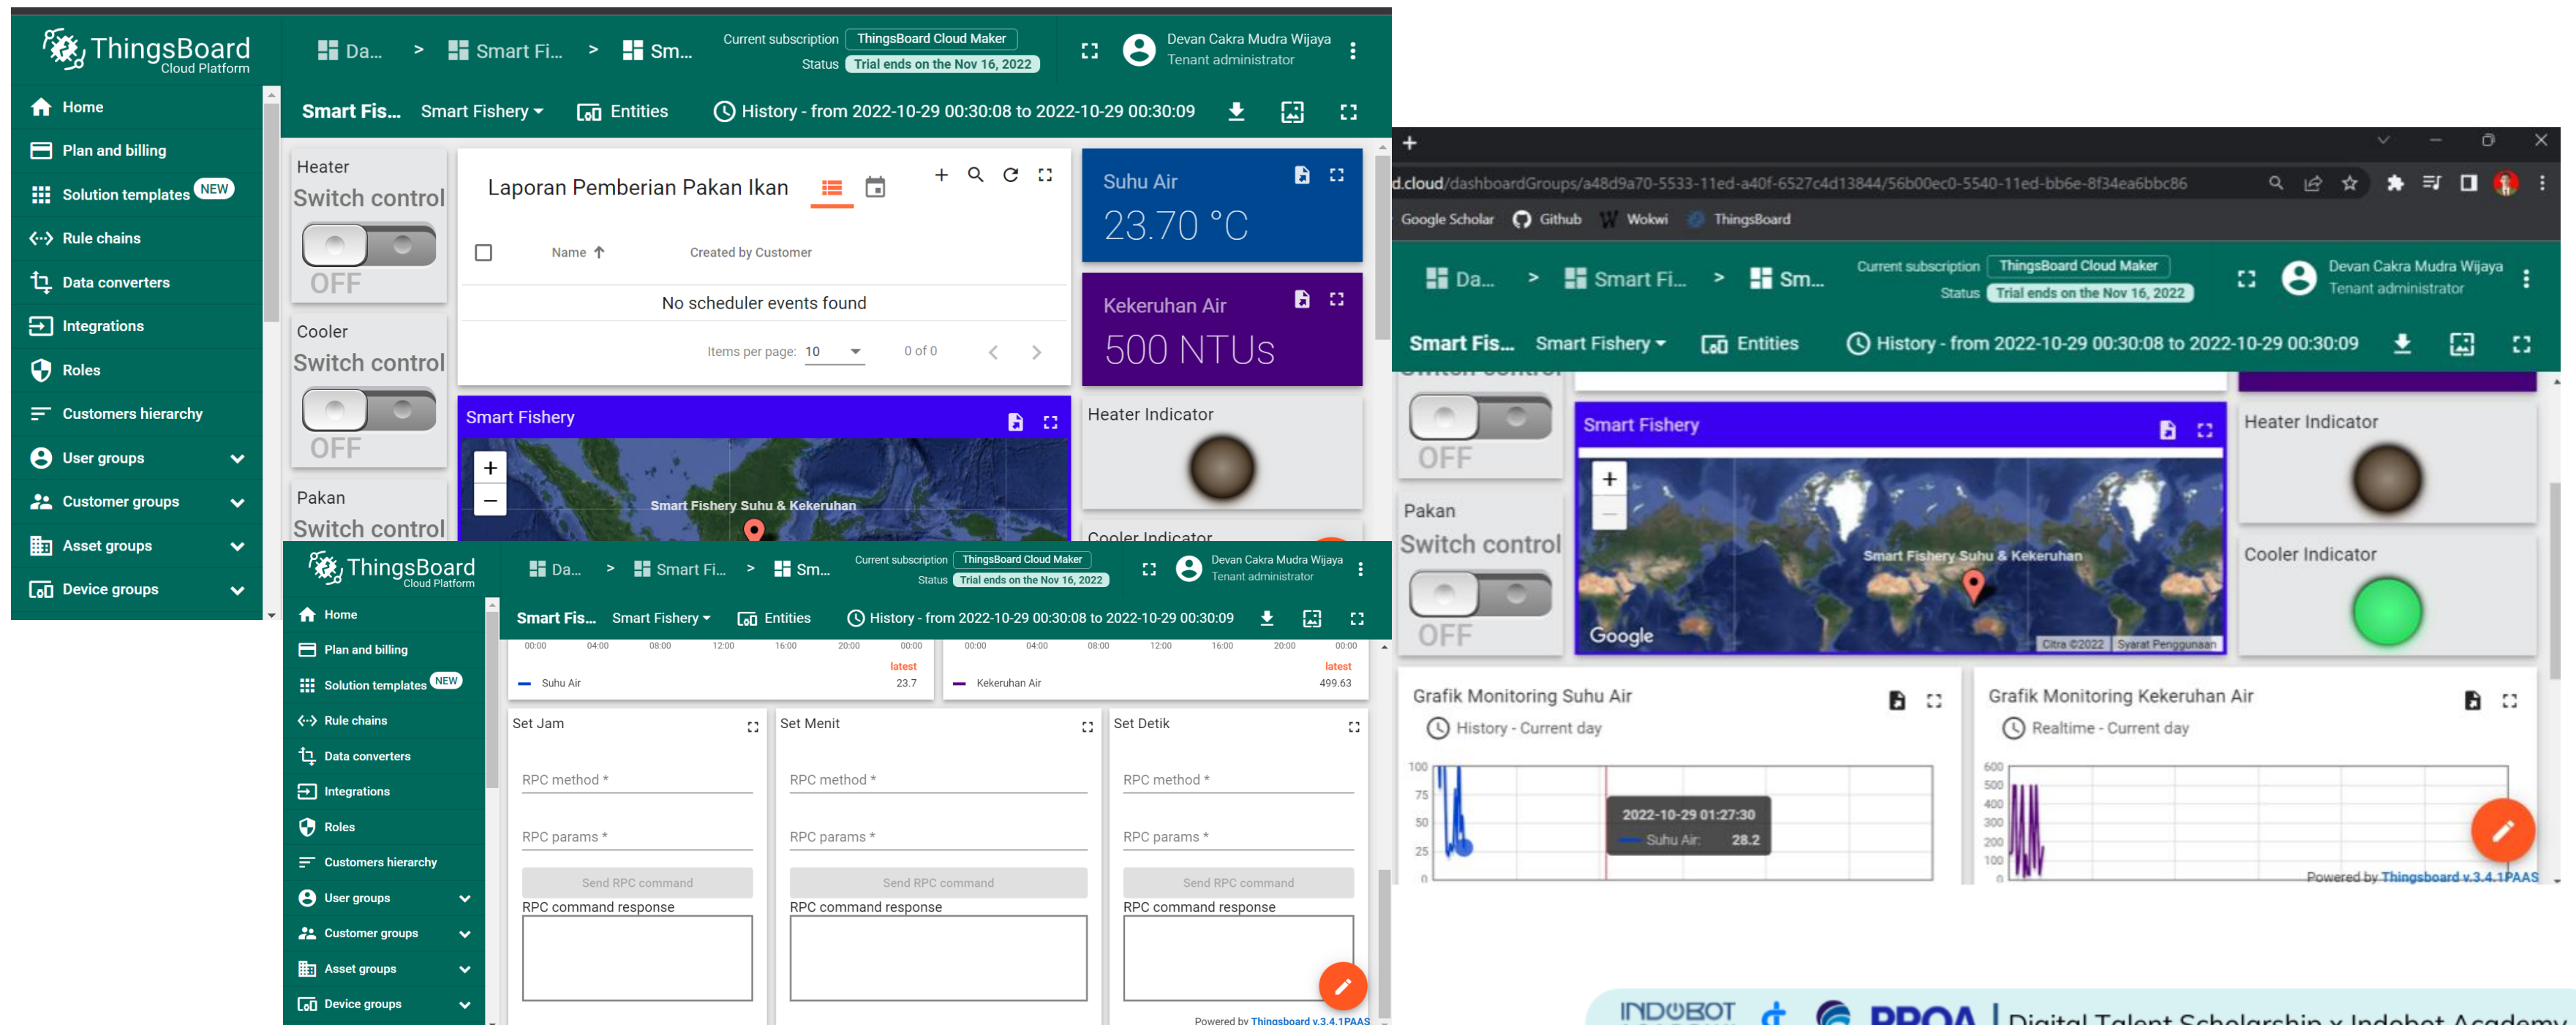 ThingsBoard
Cloud Platform
Da... > Smart Fi... > Sm...
Current subscription ThingsBoard Cloud Maker
Status Trial ends on the Nov 16, 2022
Devan Cakra Mudra Wijaya
Tenant administrator
Smart Fis... Smart Fishery Entities History - from 2022-10-29 00:30:08 to 2022-10-29 00:30:09
Home
Plan and billing
Solution templates NEW
Rule chains
Data converters
Integrations
Roles
Customers hierarchy
User groups
Customer groups
Asset groups
Device groups
Heater
Switch control
OFF
Cooler
Switch control
OFF
Pakan
Switch control
Laporan Pemberian Pakan Ikan
Name Created by Customer
No scheduler events found
Items per page: 10 0 of 0
Smart Fishery
+
−
Smart Fishery Suhu & Kekeruhan
Suhu Air
23.70 °C
Kekeruhan Air
500 NTUs
Heater Indicator
Cooler Indicator
ThingsBoard
Cloud Platform
Da... > Smart Fi... > Sm...
Current subscription ThingsBoard Cloud Maker
Status Trial ends on the Nov 16, 2022
Devan Cakra Mudra Wijaya
Tenant administrator
Smart Fis... Smart Fishery Entities History - from 2022-10-29 00:30:08 to 2022-10-29 00:30:09
Home
Plan and billing
Solution templates NEW
Rule chains
Data converters
Integrations
Roles
Customers hierarchy
User groups
Customer groups
Asset groups
Device groups
00:00 04:00 08:00 12:00 16:00 20:00 00:00
latest
Suhu Air 23.7
00:00 04:00 08:00 12:00 16:00 20:00 00:00
latest
Kekeruhan Air 499.63
Set Jam
RPC method *
RPC params *
Send RPC command
RPC command response
Set Menit
RPC method *
RPC params *
Send RPC command
RPC command response
Set Detik
RPC method *
RPC params *
Send RPC command
RPC command response
Powered by Thingsboard v.3.4.1PAAS
d.cloud/dashboardGroups/a48d9a70-5533-11ed-a40f-6527c4d13844/56b00ec0-5540-11ed-bb6e-8f34ea6bbc86
Google Scholar Github Wokwi ThingsBoard
Da... > Smart Fi... > Sm...
Current subscription ThingsBoard Cloud Maker
Status Trial ends on the Nov 16, 2022
Devan Cakra Mudra Wijaya
Tenant administrator
Smart Fis... Smart Fishery Entities History - from 2022-10-29 00:30:08 to 2022-10-29 00:30:09
Switch control
OFF
Pakan
Switch control
OFF
Smart Fishery
+
−
Smart Fishery Suhu & Kekeruhan
Google
Citra ©2022 Syarat Penggunaan
Heater Indicator
Cooler Indicator
Grafik Monitoring Suhu Air
History - Current day
100
75
50
25
0
2022-10-29 01:27:30
Suhu Air: 28.2
Grafik Monitoring Kekeruhan Air
Realtime - Current day
600
500
400
300
200
100
0
Powered by Thingsboard v.3.4.1PAAS
INDOBOT
PROA
Digital Talent Scholarship x Indobot Academy